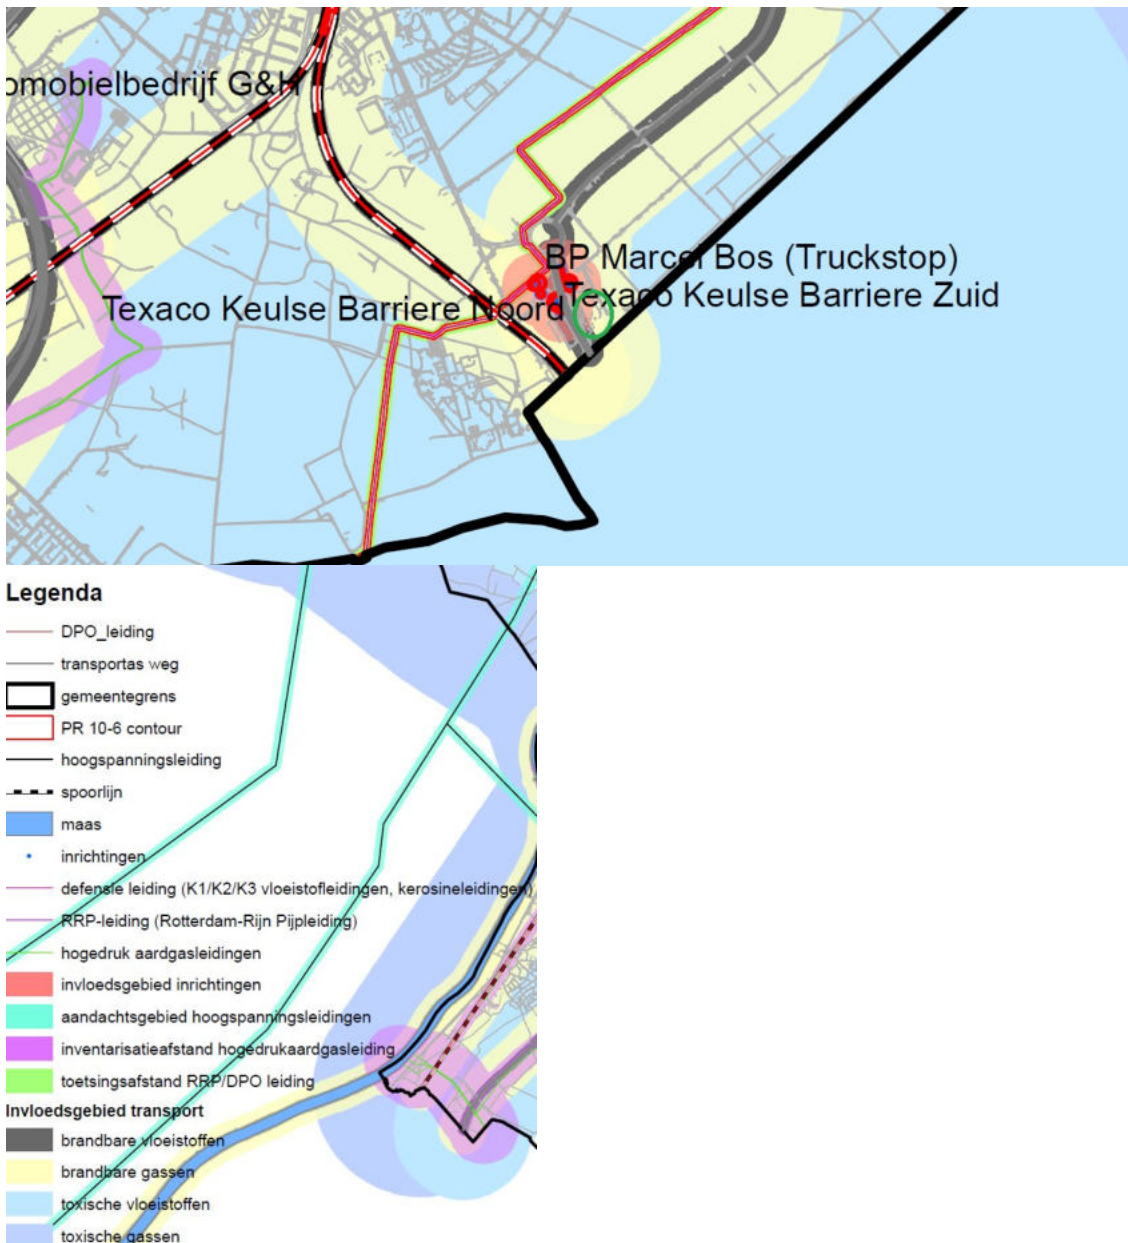 omobielbedrijf G&H
BP Marcel Bos (Truckstop)
Texaco Keulse Barriere Zuid
Texaco Keulse Barriere Noord
Legenda
DPO_leiding
transportas weg
gemeentegrens
PR 10-6 contour
hoogspanningsleiding
spoorlijn
maas
inrichtingen
defensie leiding (K1/K2/K3 vloeistofleidingen, kerosineleidingen)
RRP-leiding (Rotterdam-Rijn Pijpleiding)
hogedruk aardgasleidingen
invloedsgebied inrichtingen
aandachtsgebied hoogspanningsleidingen
inventarisatieafstand hogedrukaardgasleiding
toetsingsafstand RRP/DPO leiding
Invloedsgebied transport
brandbare vloeistoffen
brandbare gassen
toxische vloeistoffen
toxische gassen